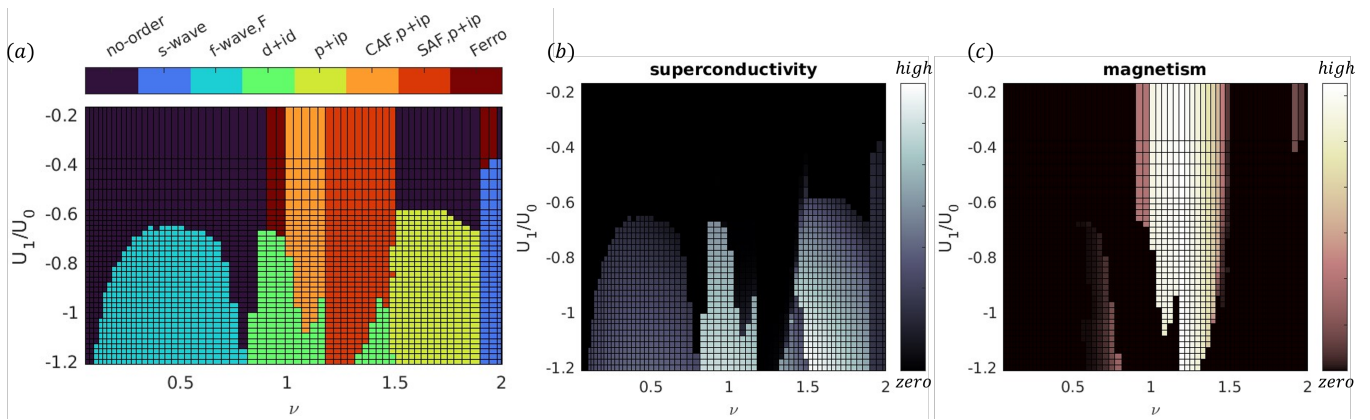 (a)
no-order
s-wave
f-wave,F
d+id
p+ip
CAF,p+ip
SAF,p+ip
Ferro
-0.2
-0.4
-0.6
-0.8
-1
-1.2
U1/U0
0.5
1
1.5
2
ν
(b)
superconductivity
high
-0.2
-0.4
-0.6
-0.8
-1
-1.2
U1/U0
zero
0.5
1
1.5
2
ν
(c)
magnetism
high
-0.2
-0.4
-0.6
-0.8
-1
-1.2
U1/U0
zero
0.5
1
1.5
2
ν